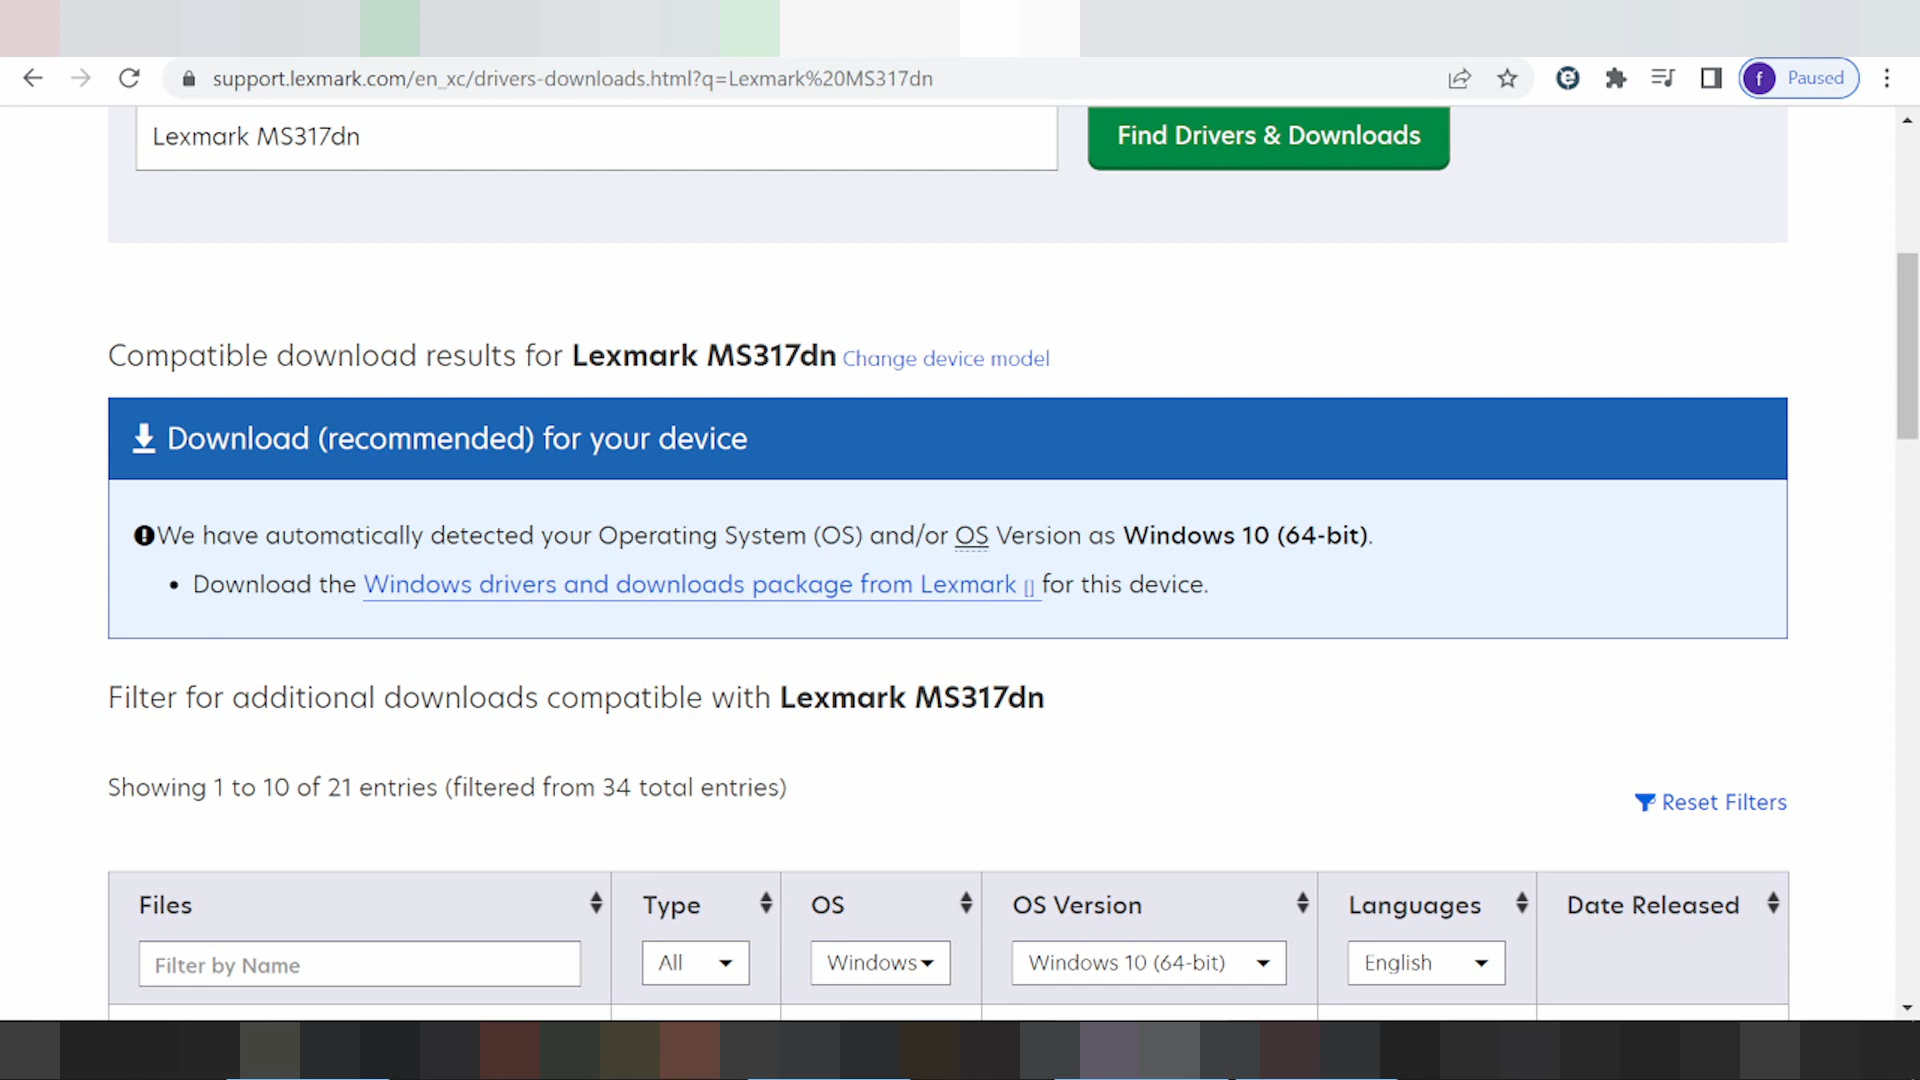 support.lexmark.com/en_xc/drivers-downloads.html?q=Lexmark%20MS317dn
f Paused
Lexmark MS317dn
Find Drivers & Downloads
Compatible download results for Lexmark MS317dn Change device model
Download (recommended) for your device
We have automatically detected your Operating System (OS) and/or OS Version as Windows 10 (64-bit).
• Download the Windows drivers and downloads package from Lexmark [] for this device.
Filter for additional downloads compatible with Lexmark MS317dn
Showing 1 to 10 of 21 entries (filtered from 34 total entries)
Reset Filters
Files Type OS OS Version Languages Date Released
Filter by Name All Windows Windows 10 (64-bit) English